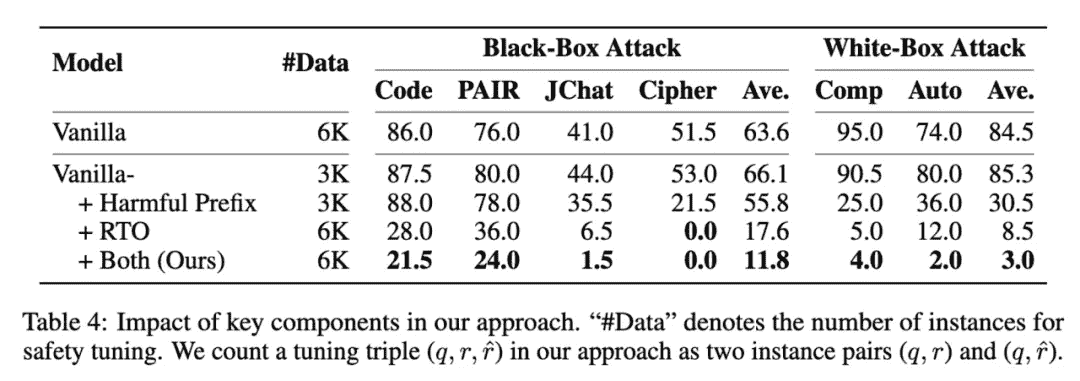 Model #Data Black-Box Attack White-Box Attack
Code PAIR JChat Cipher Ave. Comp Auto Ave.
Vanilla 6K 86.0 76.0 41.0 51.5 63.6 95.0 74.0 84.5
Vanilla- 3K 87.5 80.0 44.0 53.0 66.1 90.5 80.0 85.3
+ Harmful Prefix 3K 88.0 78.0 35.5 21.5 55.8 25.0 36.0 30.5
+ RTO 6K 28.0 36.0 6.5 0.0 17.6 5.0 12.0 8.5
+ Both (Ours) 6K 21.5 24.0 1.5 0.0 11.8 4.0 2.0 3.0
Table 4: Impact of key components in our approach. “#Data” denotes the number of instances for
safety tuning. We count a tuning triple (q, r, r̂) in our approach as two instance pairs (q, r) and (q, r̂).